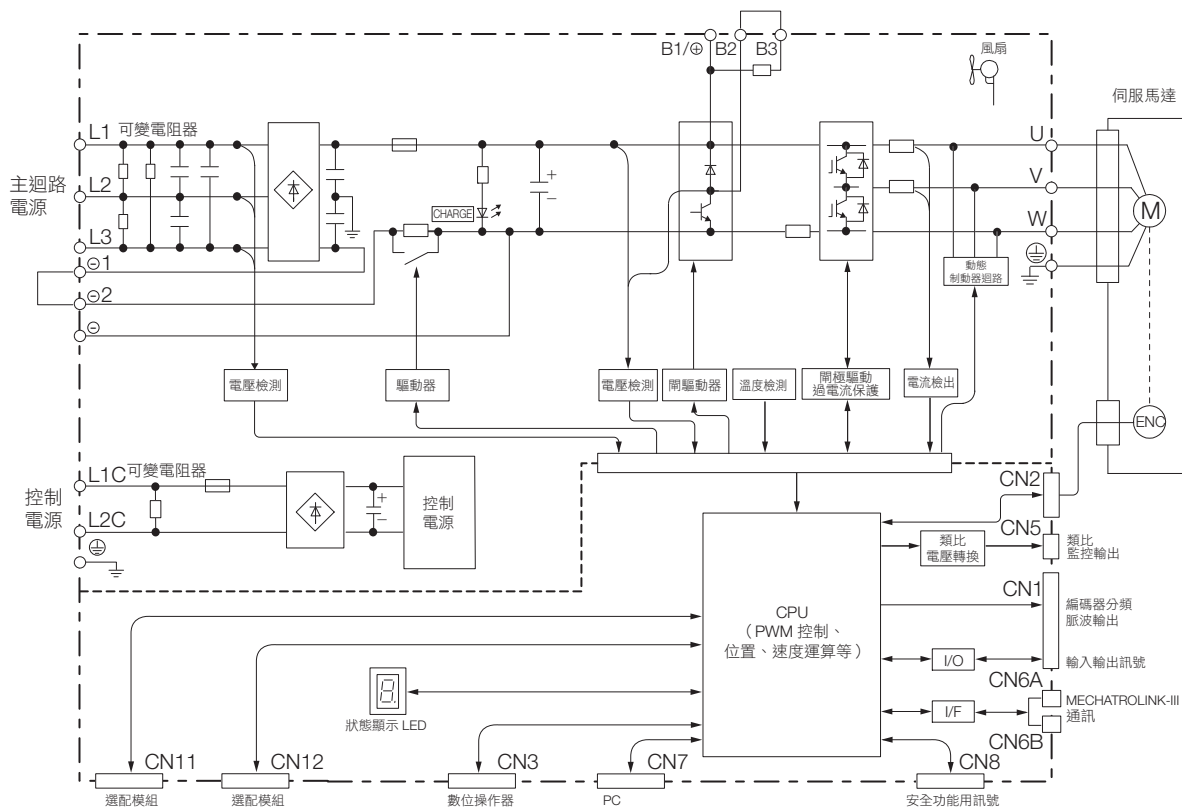 B1/⊕ B2 B3
風扇
伺服馬達
L1 可變電阻器
U
主迴路
電源
L2
V
CHARGE
W
M
L3
⊖1
動態
制動器迴路
⊖2
⊖
電壓檢測
驅動器
電壓檢測
閘驅動器
溫度檢測
閘極驅動
過電流保護
電流檢出
ENC
L1C 可變電阻器
CN2
控制
電源
控制
電源
L2C
CN5
類比
電壓轉換
類比
監控輸出
CN1
編碼器分頻
脈波輸出
CPU
(PWM 控制、
位置、速度運算等)
I/O
輸入輸出訊號
CN6A
8.
I/F
MECHATROLINK-III
通訊
狀態顯示 LED
CN6B
CN11 CN12 CN3 CN7 CN8
選配模組 選配模組 數位操作器 PC 安全功能用訊號